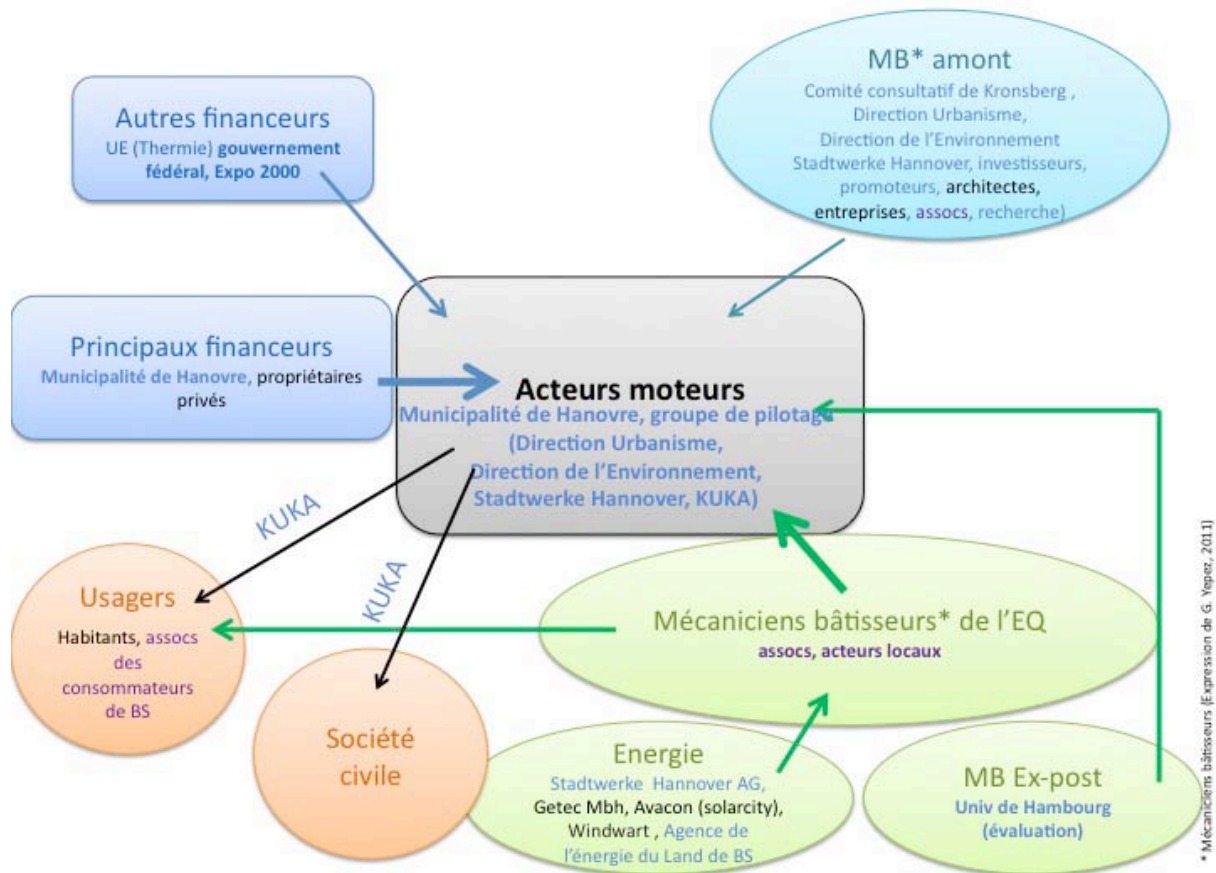 Autres financeurs
UE (Thermie) gouvernement
fédéral, Expo 2000
MB* amont
Comité consultatif de Kronsberg ,
Direction Urbanisme,
Direction de l'Environnement
Stadtwerke Hannover, investisseurs,
promoteurs, architectes,
entreprises, assocs, recherche)
Principaux financeurs
Municipalité de Hanovre, propriétaires
privés
Acteurs moteurs
Municipalité de Hanovre, groupe de pilotage
(Direction Urbanisme,
Direction de l'Environnement,
Stadtwerke Hannover, KUKA)
KUKA
KUKA
Usagers
Habitants, assocs
des
consommateurs
de BS
Société
civile
Mécaniciens bâtisseurs* de l'EQ
assocs, acteurs locaux
Energie
Stadtwerke Hannover AG,
Getec Mbh, Avacon (solarcity),
Windwart , Agence de
l'énergie du Land de BS
MB Ex-post
Univ de Hambourg
(évaluation)
* Mécaniciens bâtisseurs (Expression de G. Yepez, 2011)